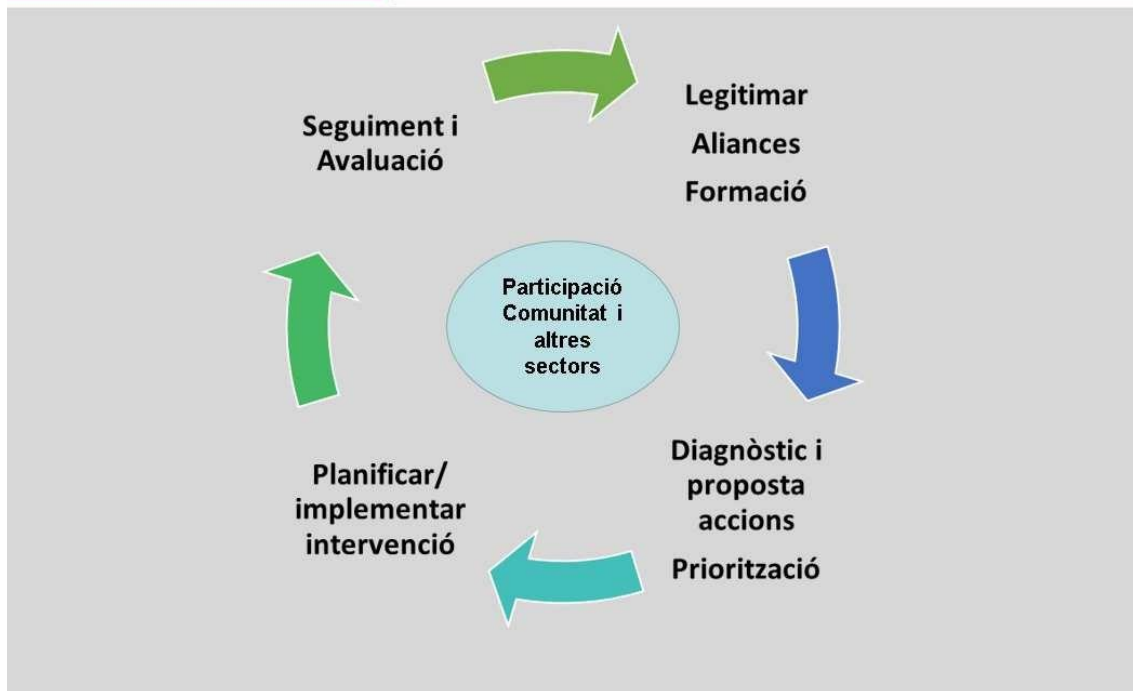 Seguiment i
Avaluació
Legitimar
Aliances
Formació
Participació
Comunitat i
altres
sectors
Planificar/
implementar
intervenció
Diagnòstic i
proposta
accions
Priorització